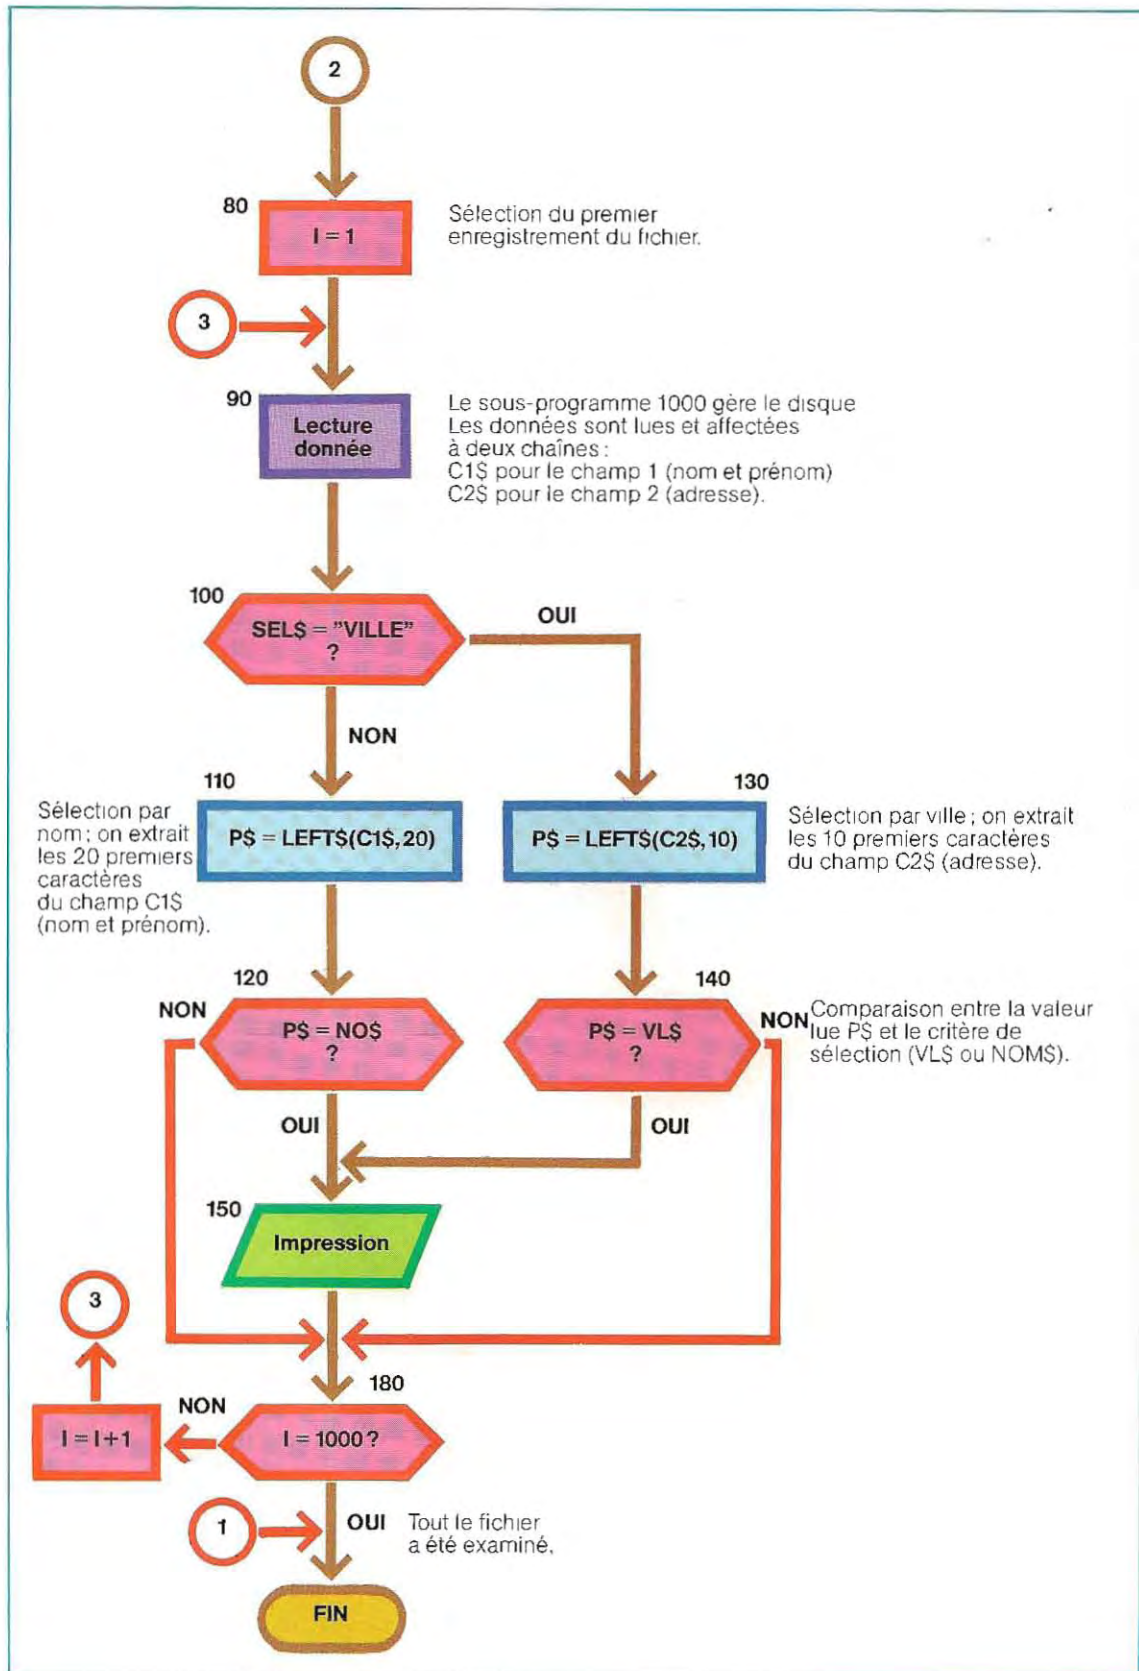 2
80
I = 1
Sélection du premier
enregistrement du fichier.
3
90
Lecture
donnée
Le sous-programme 1000 gère le disque
Les données sont lues et affectées
à deux chaînes :
C1$ pour le champ 1 (nom et prénom)
C2$ pour le champ 2 (adresse).
100
SEL$ = "VILLE"
?
OUI
NON
110
P$ = LEFT$(C1$,20)
Sélection par
nom ; on extrait
les 20 premiers
caractères
du champ C1$
(nom et prénom).
130
P$ = LEFT$(C2$,10)
Sélection par ville ; on extrait
les 10 premiers caractères
du champ C2$ (adresse).
120
NON
P$ = NO$
?
140
P$ = VL$
?
NON
Comparaison entre la valeur
lue P$ et le critère de
sélection (VL$ ou NOM$).
OUI
OUI
150
Impression
3
180
NON
I = I+1
I = 1000?
1
OUI
Tout le fichier
a été examiné.
FIN